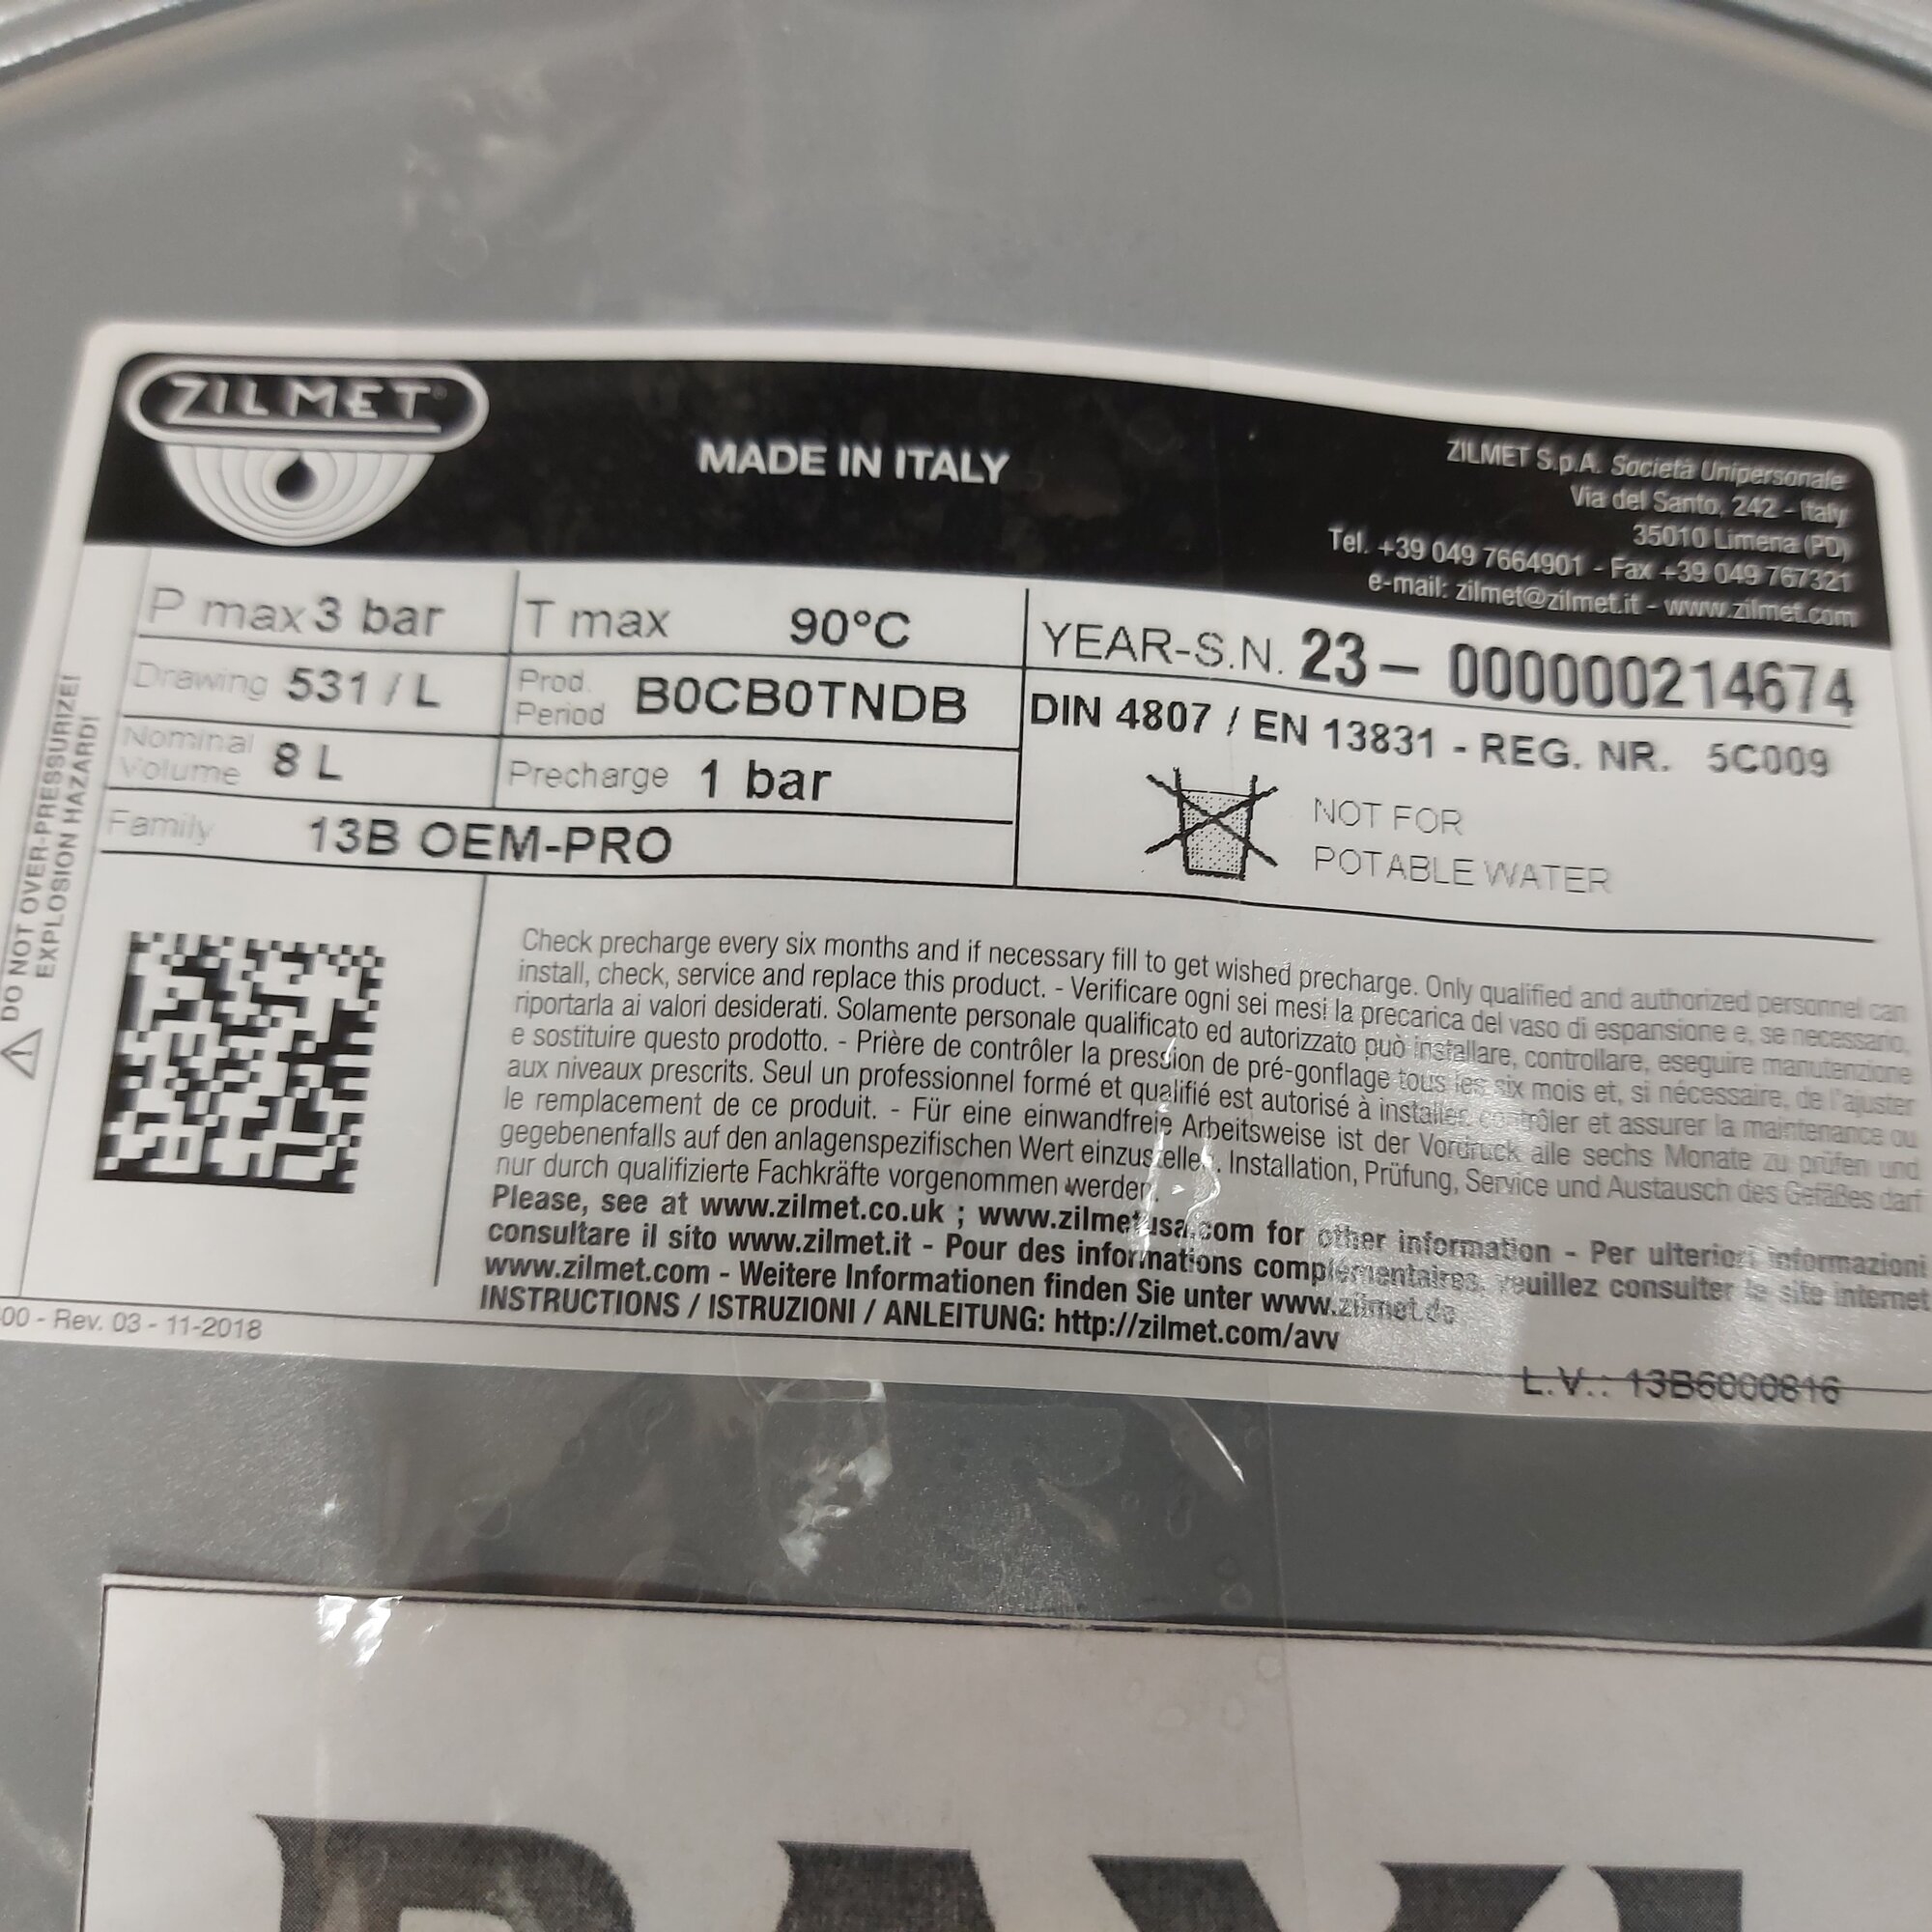 ZILMET
MADE IN ITALY
ZILMET S.p.A. Società Unipersonale
Via del Santo, 242 - Italy
35010 Limena (PD)
Tel. +39 049 7664901 - Fax +39 049 767321
e-mail: zilmet@zilmet.it - www.zilmet.com
P max 3 bar
T max 90°C
YEAR-S.N. 23- 000000214674
Drawing 531 / L
Prod. Period B0CB0TNDB
DIN 4807 / EN 13831 - REG. NR. 5C009
Nominal Volume 8 L
Precharge 1 bar
NOT FOR
POTABLE WATER
Family 13B OEM-PRO
DO NOT OVER-PRESSURIZE!
EXPLOSION HAZARD!
Check precharge every six months and if necessary fill to get wished precharge. Only qualified and authorized personnel can
install, check, service and replace this product. - Verificare ogni sei mesi la precarica del vaso di espansione e, se necessario,
riportarla ai valori desiderati. Solamente personale qualificato ed autorizzato può installare, controllare, eseguire manutenzione
e sostituire questo prodotto. - Prière de contrôler la pression de pré-gonflage tous les six mois et, si nécessaire, de l'ajuster
aux niveaux prescrits. Seul un professionnel formé et qualifié est autorisé à installer, contrôler et assurer la maintenance ou
le remplacement de ce produit. - Für eine einwandfreie Arbeitsweise ist der Vordruck alle sechs Monate zu prüfen und
gegebenenfalls auf den anlagenspezifischen Wert einzustellen. Installation, Prüfung, Service und Austausch des Gefäßes darf
nur durch qualifizierte Fachkräfte vorgenommen werden.
Please, see at www.zilmet.co.uk ; www.zilmetusa.com for other information - Per ulteriori informazioni
consultare il sito www.zilmet.it - Pour des informations complémentaires, veuillez consulter le site internet
www.zilmet.com - Weitere Informationen finden Sie unter www.zilmet.de
INSTRUCTIONS / ISTRUZIONI / ANLEITUNG: http://zilmet.com/avv
00 - Rev. 03 - 11-2018
L.V.: 13B6000816